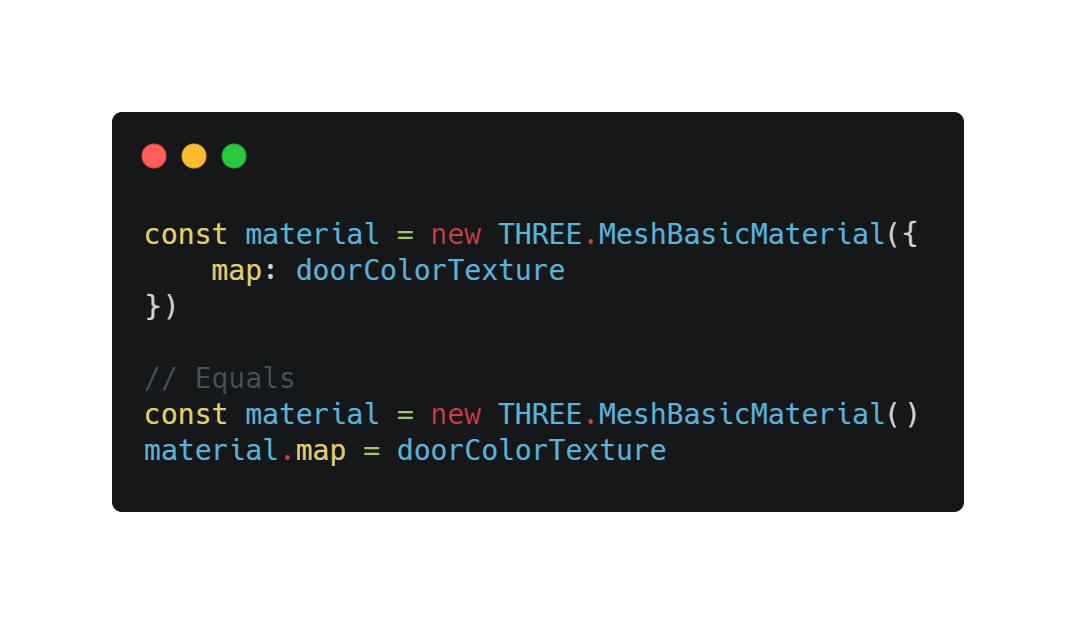 const material = new THREE.MeshBasicMaterial({
    map: doorColorTexture
})
// Equals
const material = new THREE.MeshBasicMaterial()
material.map = doorColorTexture